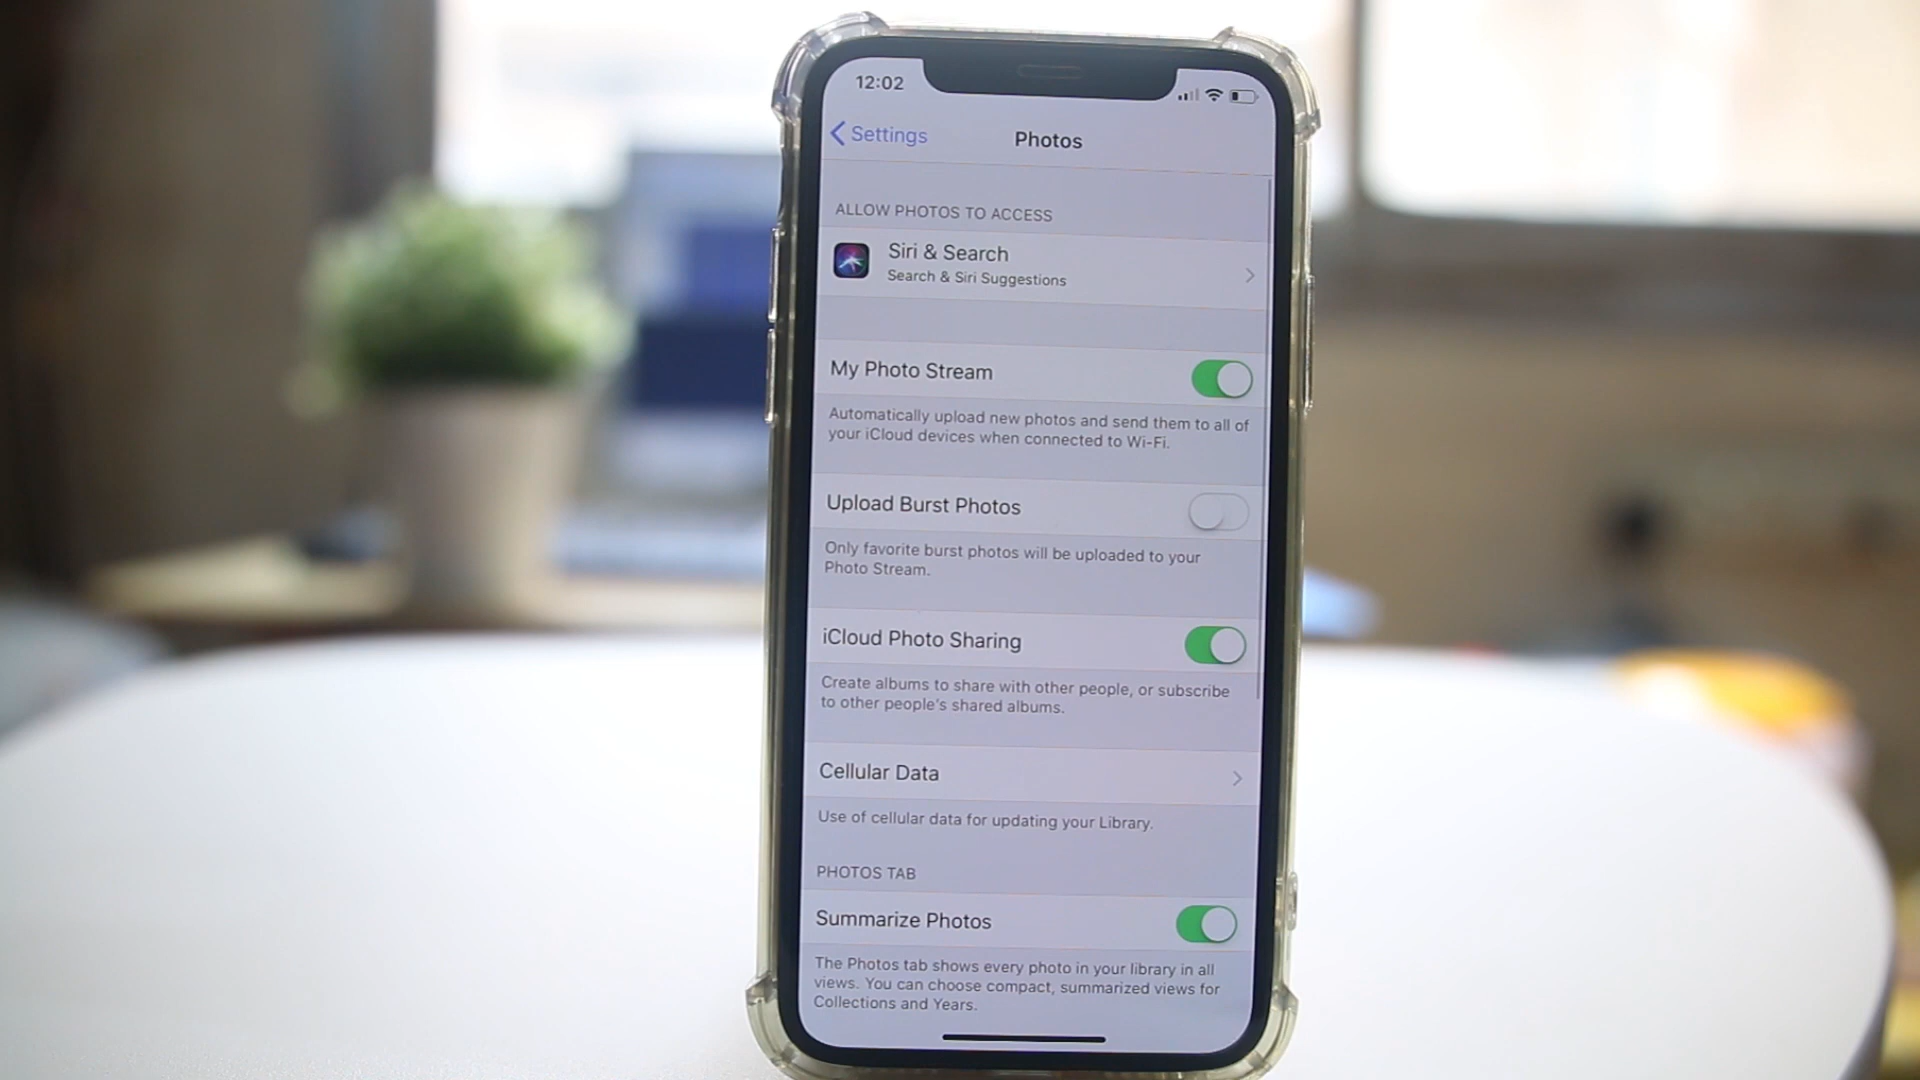 12:02
Settings
Photos
ALLOW PHOTOS TO ACCESS
Siri & Search
Search & Siri Suggestions
My Photo Stream
Automatically upload new photos and send them to all of
your iCloud devices when connected to Wi-Fi.
Upload Burst Photos
Only favorite burst photos will be uploaded to your
Photo Stream.
iCloud Photo Sharing
Create albums to share with other people, or subscribe
to other people's shared albums.
Cellular Data
Use of cellular data for updating your Library.
PHOTOS TAB
Summarize Photos
The Photos tab shows every photo in your library in all
views. You can choose compact, summarized views for
Collections and Years.